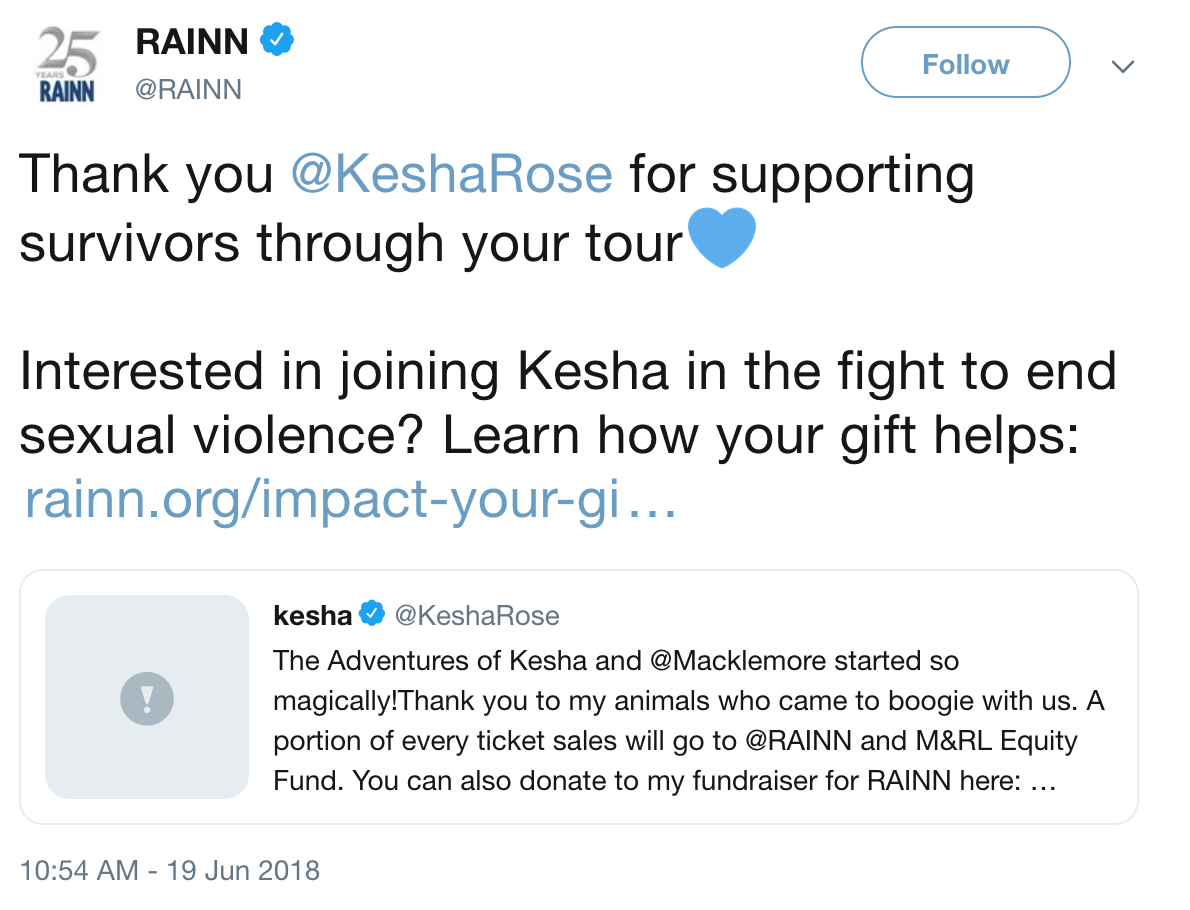 25
YEARS
RAINN
RAINN
@RAINN
Follow
Thank you @KeshaRose for supporting
survivors through your tour💙
Interested in joining Kesha in the fight to end
sexual violence? Learn how your gift helps:
rainn.org/impact-your-gi…
kesha @KeshaRose
The Adventures of Kesha and @Macklemore started so
magically!Thank you to my animals who came to boogie with us. A
portion of every ticket sales will go to @RAINN and M&RL Equity
Fund. You can also donate to my fundraiser for RAINN here: …
10:54 AM - 19 Jun 2018